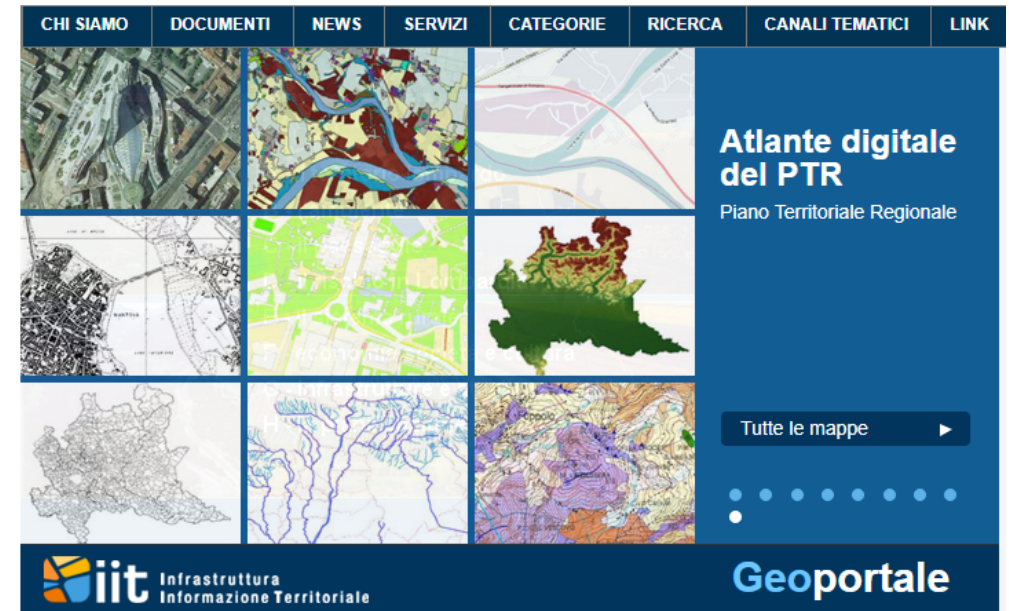 CHI SIAMO
DOCUMENTI
NEWS
SERVIZI
CATEGORIE
RICERCA
CANALI TEMATICI
LINK
Atlante digitale
del PTR
Piano Territoriale Regionale
Tutte le mappe
iit Infrastruttura
Informazione Territoriale
Geoportale